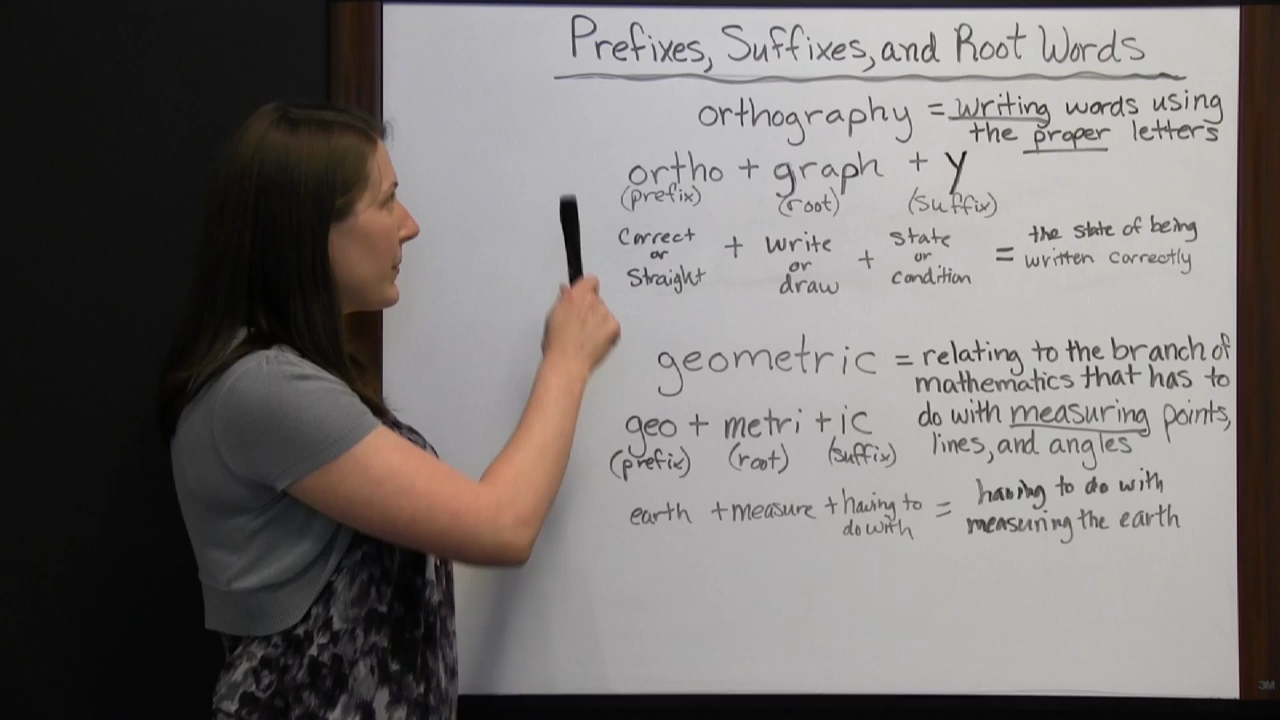 Prefixes, Suffixes, and Root Words
orthography = writing words using
the proper letters
ortho + graph + y
(prefix) (root) (suffix)
correct or straight + write or draw + state or condition = the state of being written correctly
geometric = relating to the branch of
mathematics that has to
do with measuring points,
lines, and angles
geo + metri + ic
(prefix) (root) (suffix)
earth + measure + having to do with = having to do with measuring the earth
3M